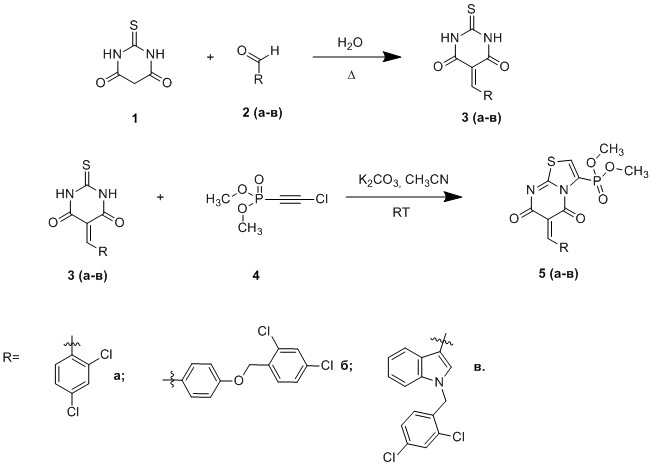 S
HN NH
O O
1
+
O H
R
2 (а-в)
H₂O
Δ
S
HN NH
O O
R
3 (а-в)
S
HN NH
O O
R
3 (а-в)
+
O
H₃C O P Cl
O
CH₃
4
K₂CO₃, CH₃CN
RT
S
N N
O O
R
O CH₃
P O CH₃
O
5 (а-в)
R=
Cl
Cl
а;
O
Cl
Cl
б;
N
Cl
Cl
в.